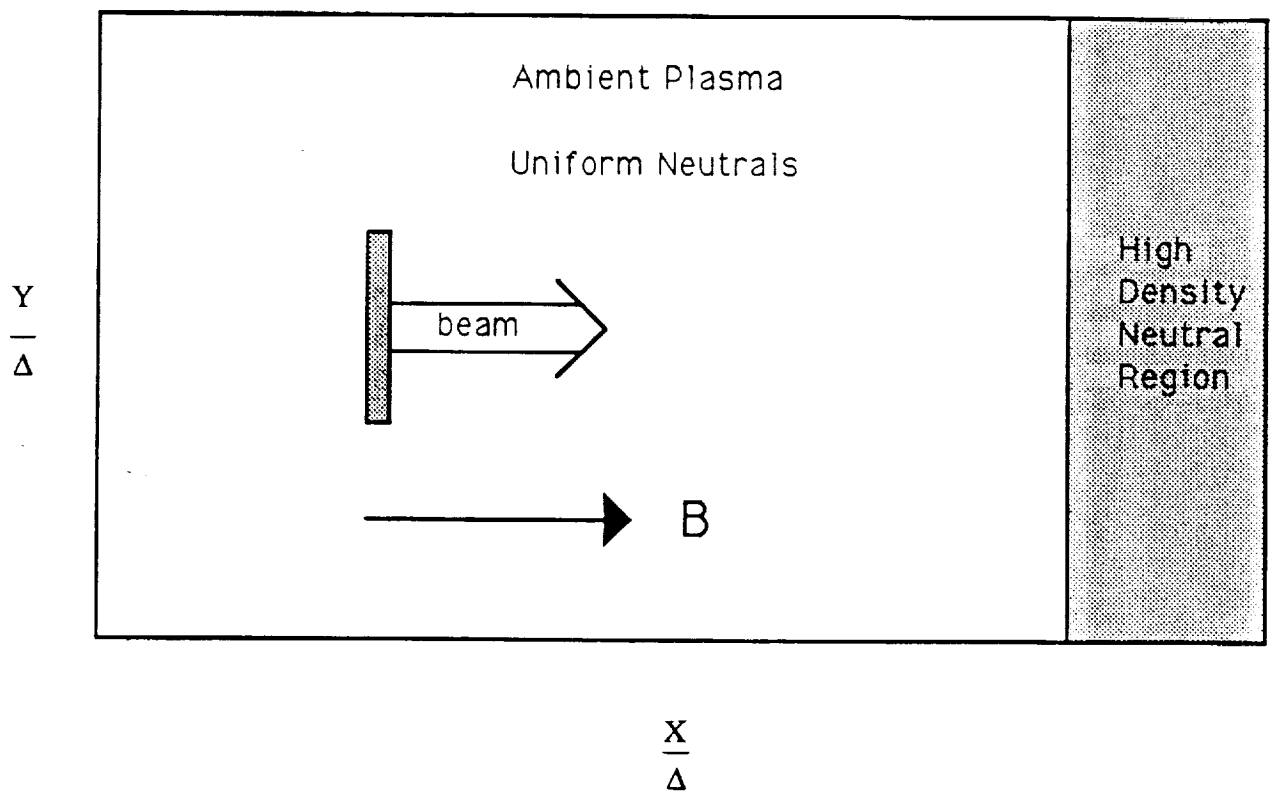 Ambient Plasma
Uniform Neutrals
High
Density
Neutral
Region
Y
Δ
beam
B
X
Δ